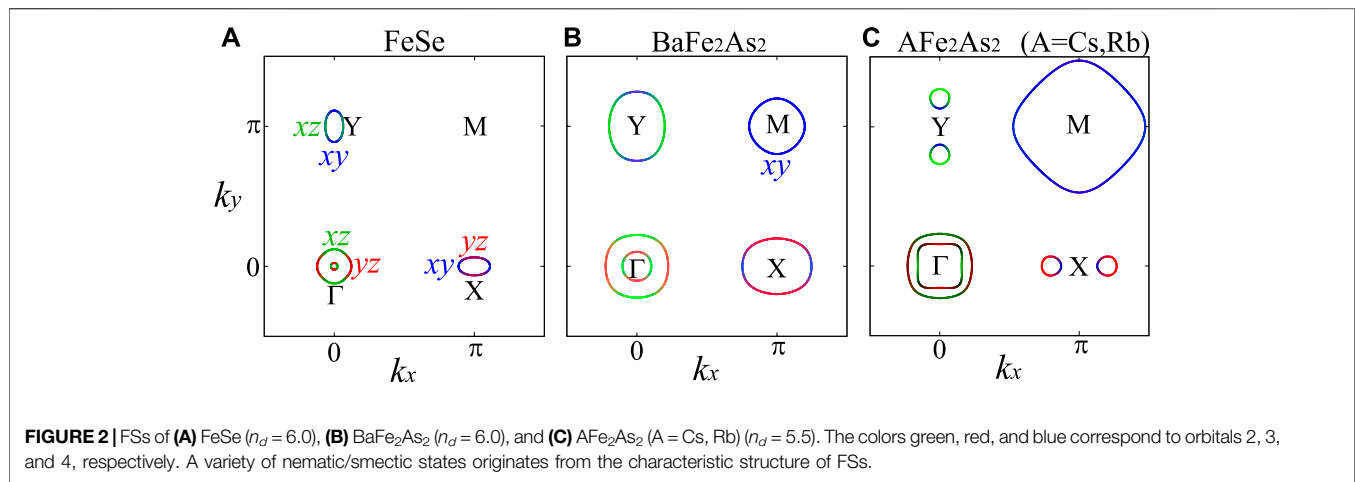 A
FeSe
B
BaFe₂As₂
C
AFe₂As₂ (A=Cs,Rb)
π
xz
Y
xy
M
Y
M
xy
Y
M
ky
0
xz
yz
Γ
yz
xy
X
Γ
X
Γ
X
0
π
0
π
0
π
kx
kx
kx
FIGURE 2 | FSs of (A) FeSe (n_d = 6.0), (B) BaFe₂As₂ (n_d = 6.0), and (C) AFe₂As₂ (A = Cs, Rb) (n_d = 5.5). The colors green, red, and blue correspond to orbitals 2, 3,
and 4, respectively. A variety of nematic/smectic states originates from the characteristic structure of FSs.